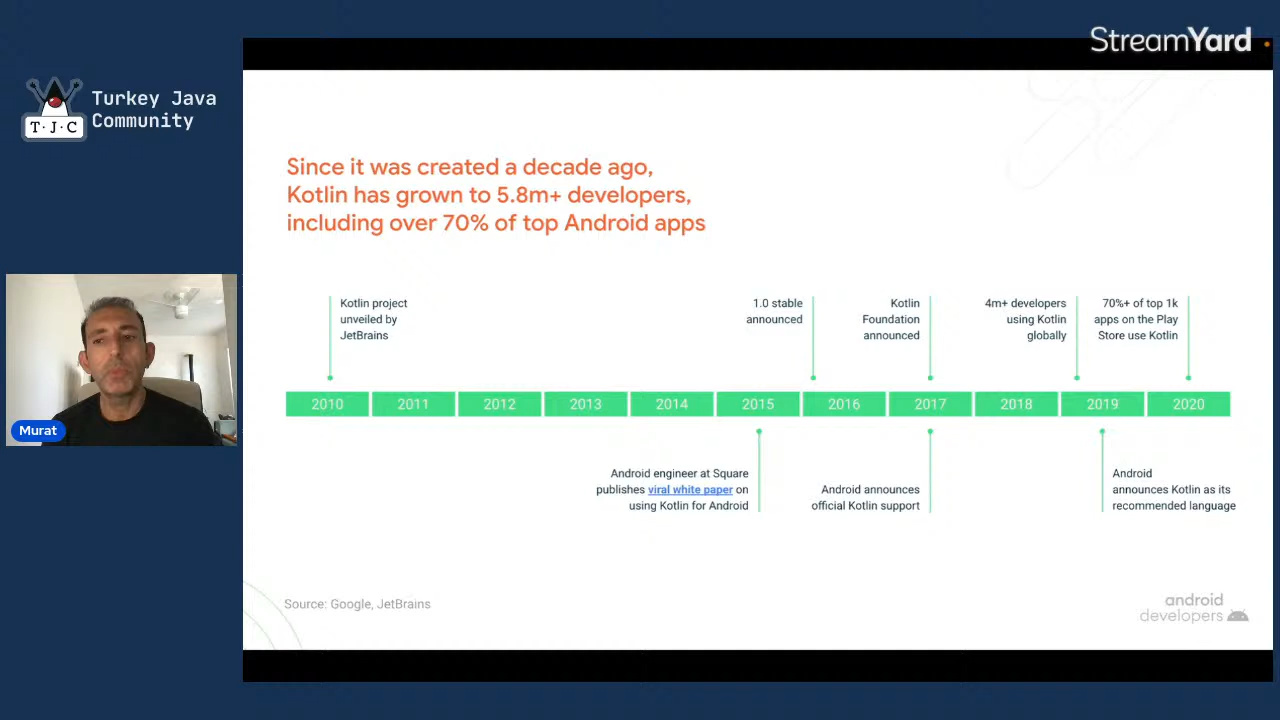 StreamYard
Turkey Java
Community
T·J·C
Since it was created a decade ago,
Kotlin has grown to 5.8m+ developers,
including over 70% of top Android apps
Kotlin project
unveiled by
JetBrains
1.0 stable
announced
Kotlin
Foundation
announced
4m+ developers
using Kotlin
globally
70%+ of top 1k
apps on the Play
Store use Kotlin
2010 2011 2012 2013 2014 2015 2016 2017 2018 2019 2020
Android engineer at Square
publishes viral white paper on
using Kotlin for Android
Android announces
official Kotlin support
Android
announces Kotlin as its
recommended language
Murat
Source: Google, JetBrains
android
developers